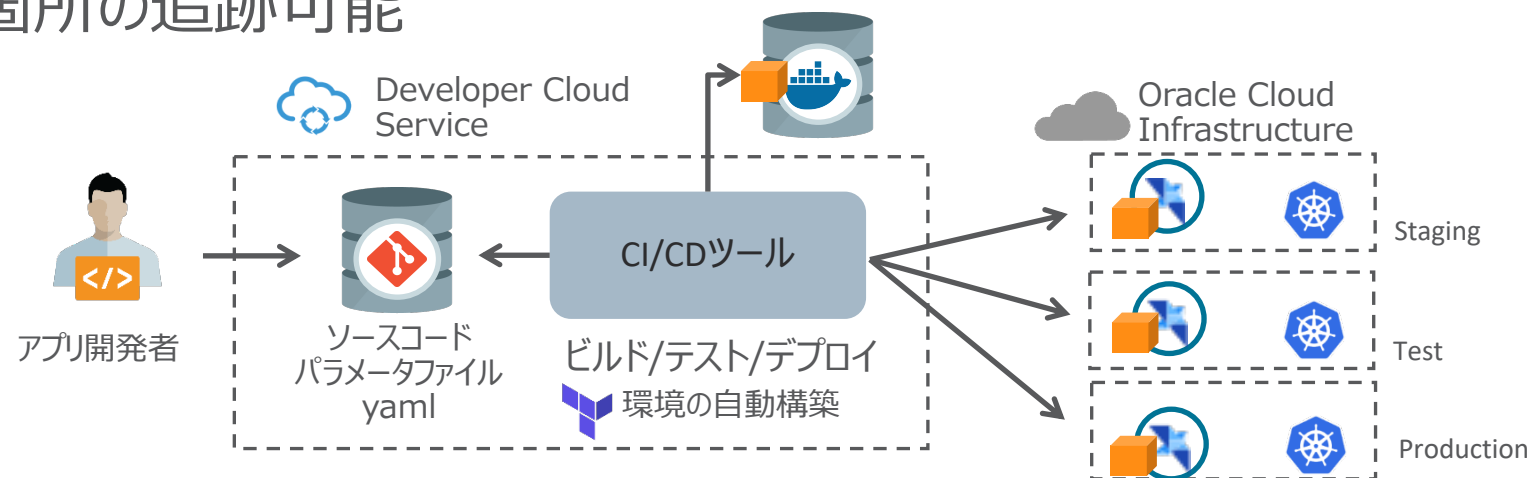 箇所の追跡可能
Developer Cloud
Service
Oracle Cloud
Infrastructure
</>
アプリ開発者
ソースコード
パラメータファイル
yaml
CI/CDツール
ビルド/テスト/デプロイ
環境の自動構築
Staging
Test
Production